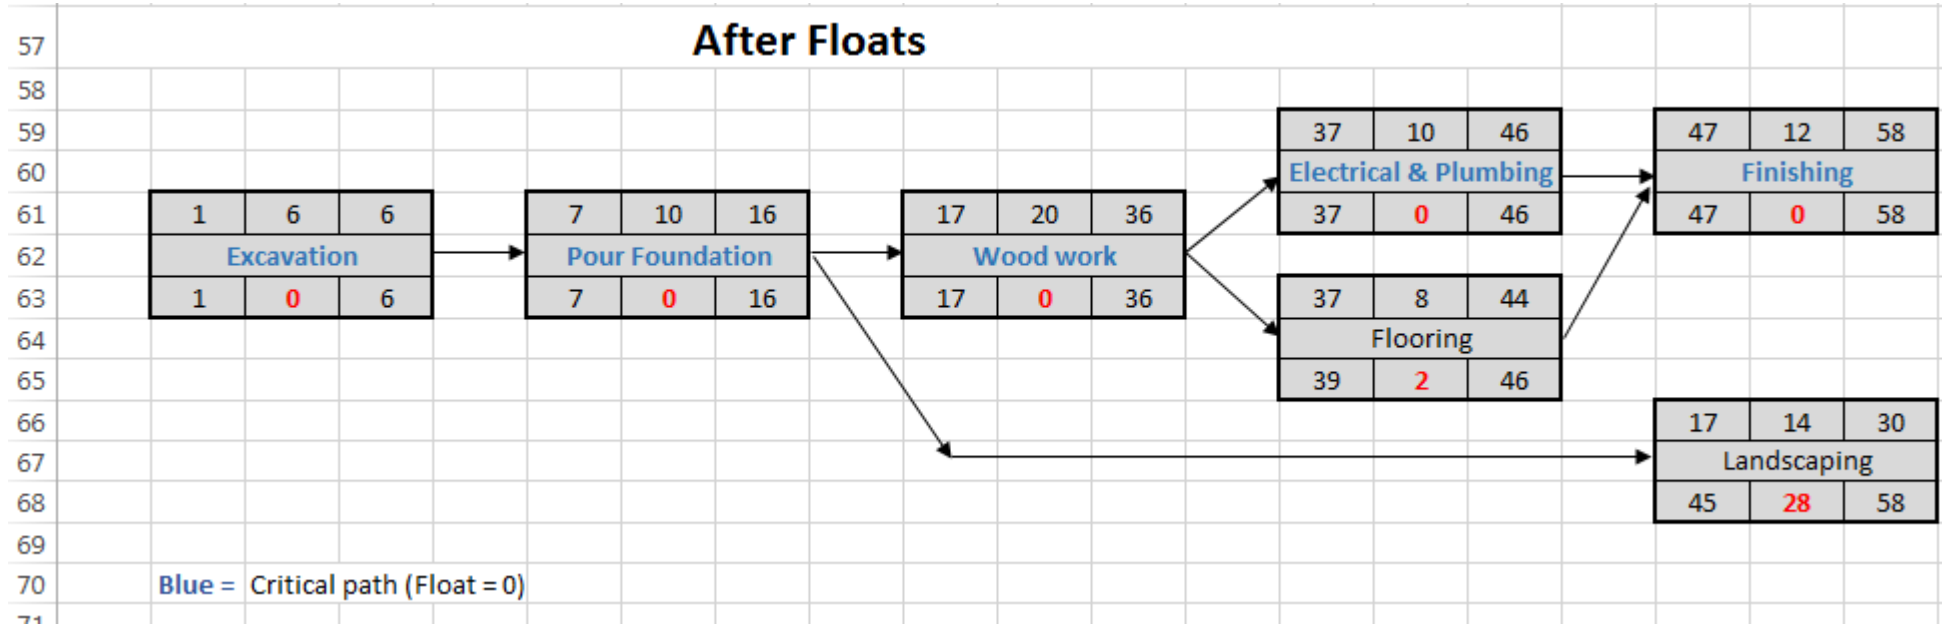 57 After Floats
58
59 37 10 46 47 12 58
60 Electrical & Plumbing Finishing
61 1 6 6 7 10 16 17 20 36 37 0 46 47 0 58
62 Excavation Pour Foundation Wood work
63 1 0 6 7 0 16 17 0 36 37 8 44
64 Flooring
65 39 2 46
66 17 14 30
67 Landscaping
68 45 28 58
69
70 Blue = Critical path (Float = 0)
71